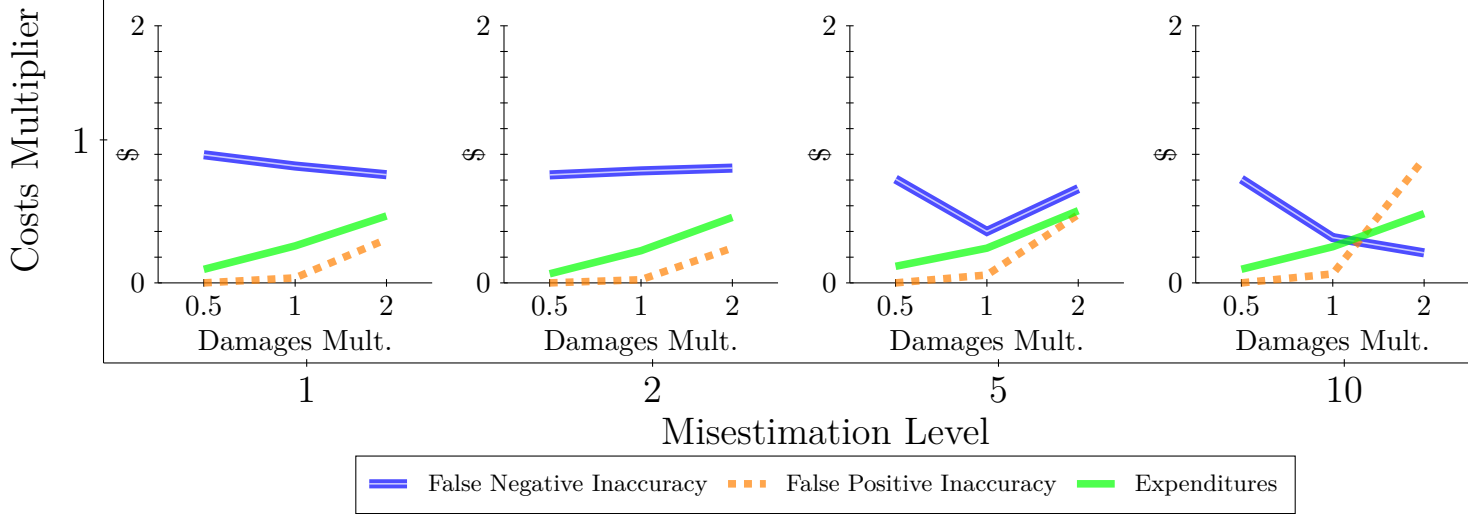 Costs Multiplier
1
2
$
0
0.5 1 2
Damages Mult.
2
$
0
0.5 1 2
Damages Mult.
2
$
0
0.5 1 2
Damages Mult.
2
$
0
0.5 1 2
Damages Mult.
1 2 5 10
Misestimation Level
False Negative Inaccuracy False Positive Inaccuracy Expenditures